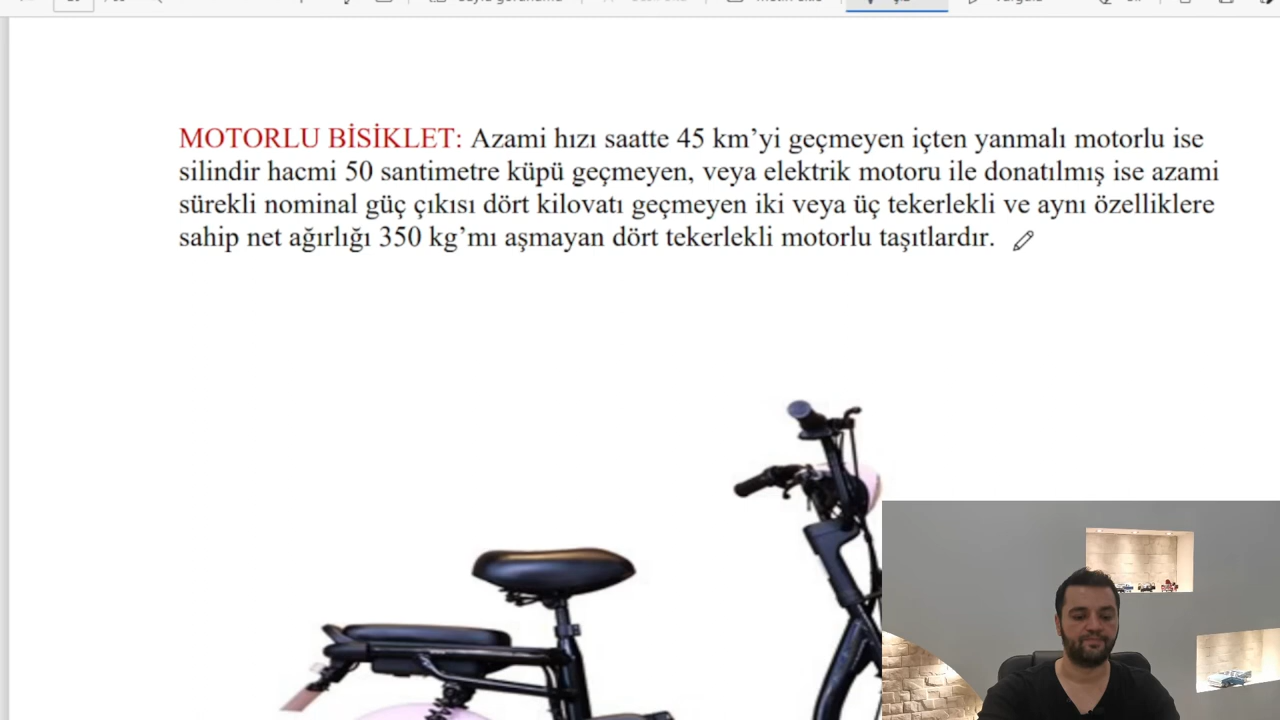 MOTORLU BİSİKLET: Azami hızı saatte 45 km’yi geçmeyen içten yanmalı motorlu ise
silindir hacmi 50 santimetre küpü geçmeyen, veya elektrik motoru ile donatılmış ise azami
sürekli nominal güç çıkısı dört kilovatı geçmeyen iki veya üç tekerlekli ve aynı özelliklere
sahip net ağırlığı 350 kg’mı aşmayan dört tekerlekli motorlu taşıtlardır.